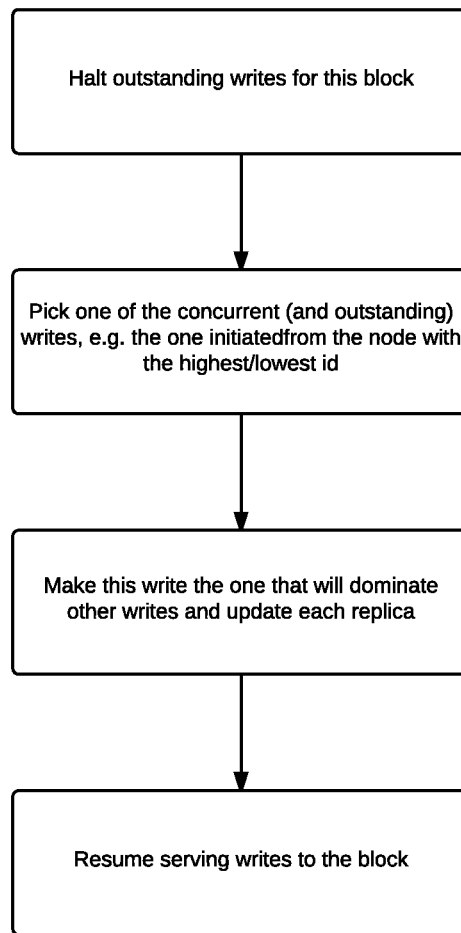 Halt outstanding writes for this block
Pick one of the concurrent (and outstanding)
writes, e.g. the one initiatedfrom the node with
the highest/lowest id
Make this write the one that will dominate
other writes and update each replica
Resume serving writes to the block